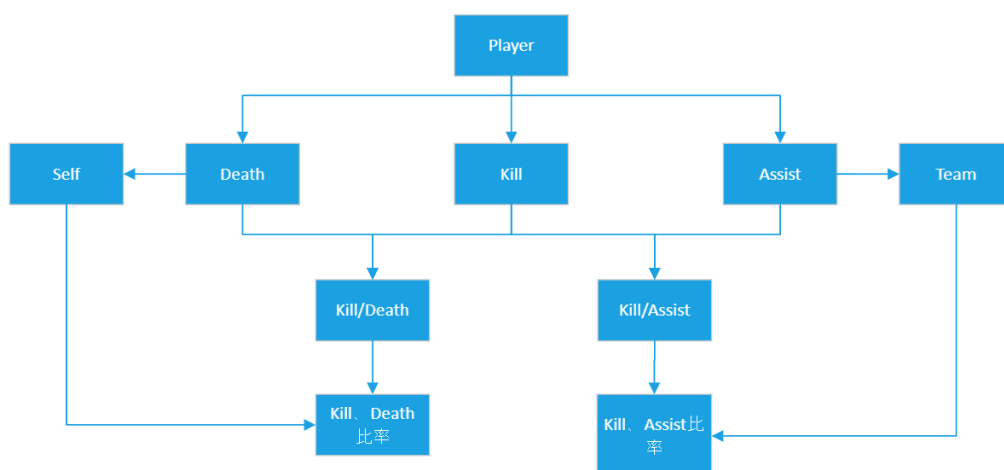 Player
Self
Death
Kill
Assist
Team
Kill/Death
Kill/Assist
Kill、Death
比率
Kill、Assist比
率